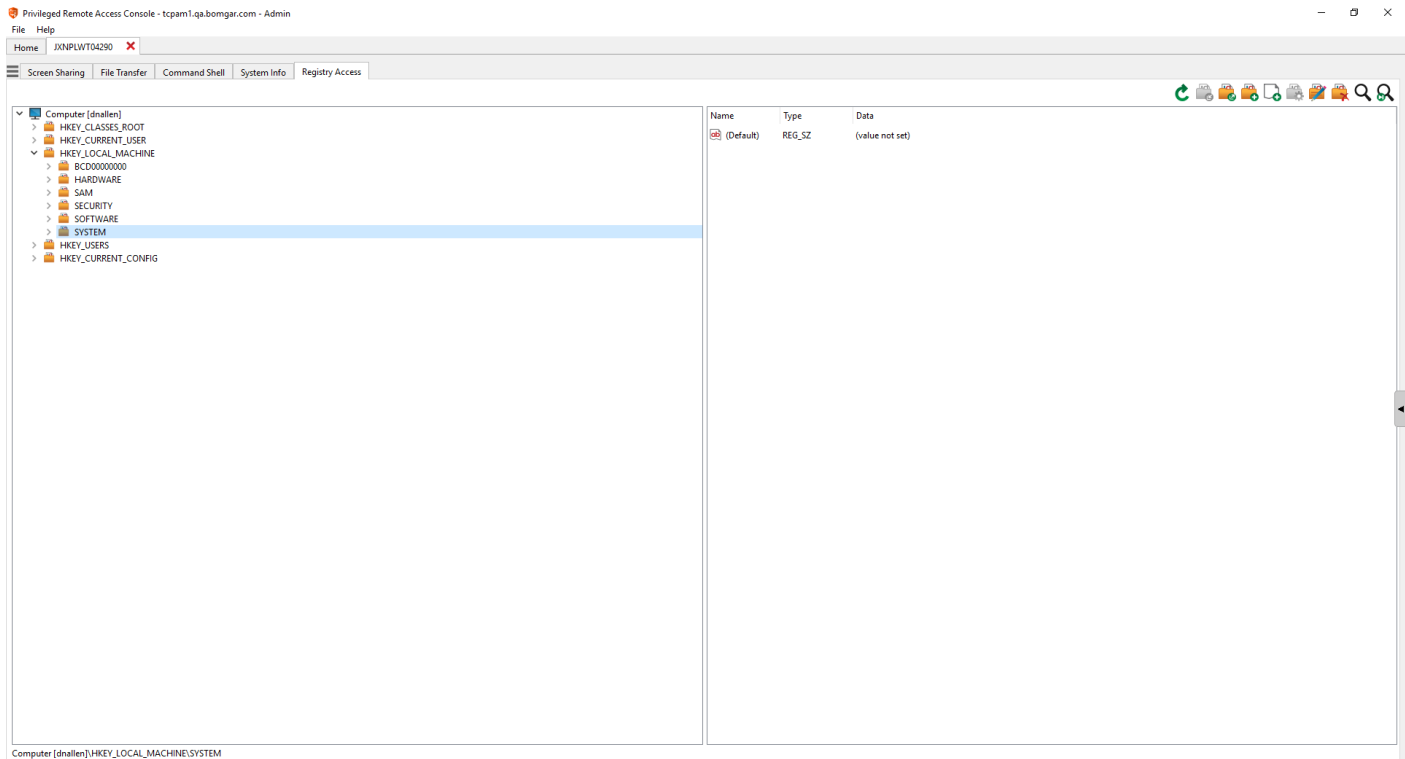 Privileged Remote Access Console - tcpam1.qa.bomgar.com - Admin
File Help
Home JXNPLWT04290
Screen Sharing File Transfer Command Shell System Info Registry Access
Computer [dnallen]
HKEY_CLASSES_ROOT
HKEY_CURRENT_USER
HKEY_LOCAL_MACHINE
BCD00000000
HARDWARE
SAM
SECURITY
SOFTWARE
SYSTEM
HKEY_USERS
HKEY_CURRENT_CONFIG
Name Type Data
ab (Default) REG_SZ (value not set)
Computer [dnallen]\HKEY_LOCAL_MACHINE\SYSTEM